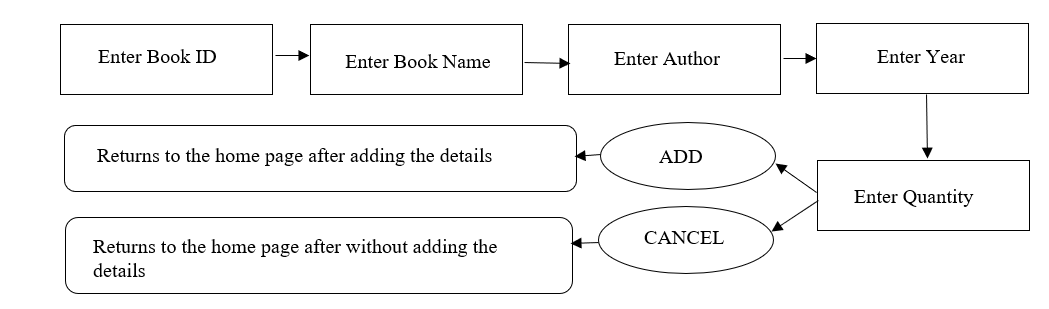 Enter Book ID
Enter Book Name
Enter Author
Enter Year
Enter Quantity
ADD
Returns to the home page after adding the details
CANCEL
Returns to the home page after without adding the
details